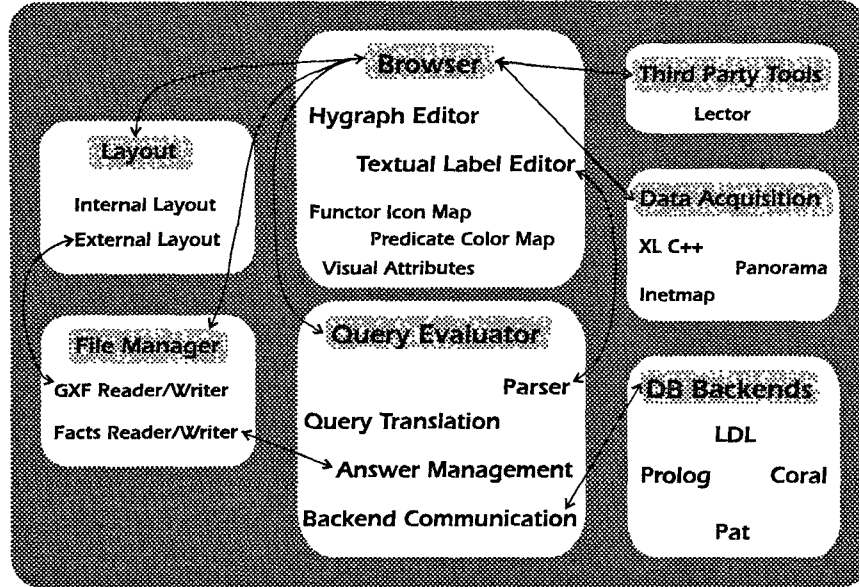 Browser
Hygraph Editor
Textual Label Editor
Functor Icon Map
Predicate Color Map
Visual Attributes
Third Party Tools
Lector
Layout
Internal Layout
External Layout
Data Acquisition
XL C++
Panorama
Inetmap
File Manager
GXF Reader/Writer
Facts Reader/Writer
Query Evaluator
Parser
Query Translation
Answer Management
Backend Communication
DB Backends
LDL
Prolog
Coral
Pat